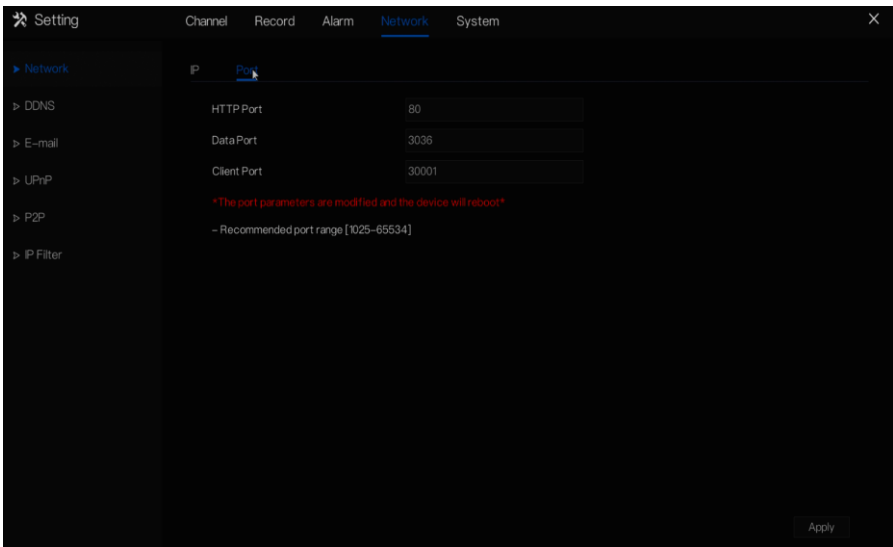 Setting
Channel Record Alarm Network System
Network
DDNS
E-mail
UPnP
P2P
IP Filter
IP Port
HTTP Port 80
Data Port 3036
Client Port 30001
*The port parameters are modified and the device will reboot*
- Recommended port range [1025-65534]
Apply